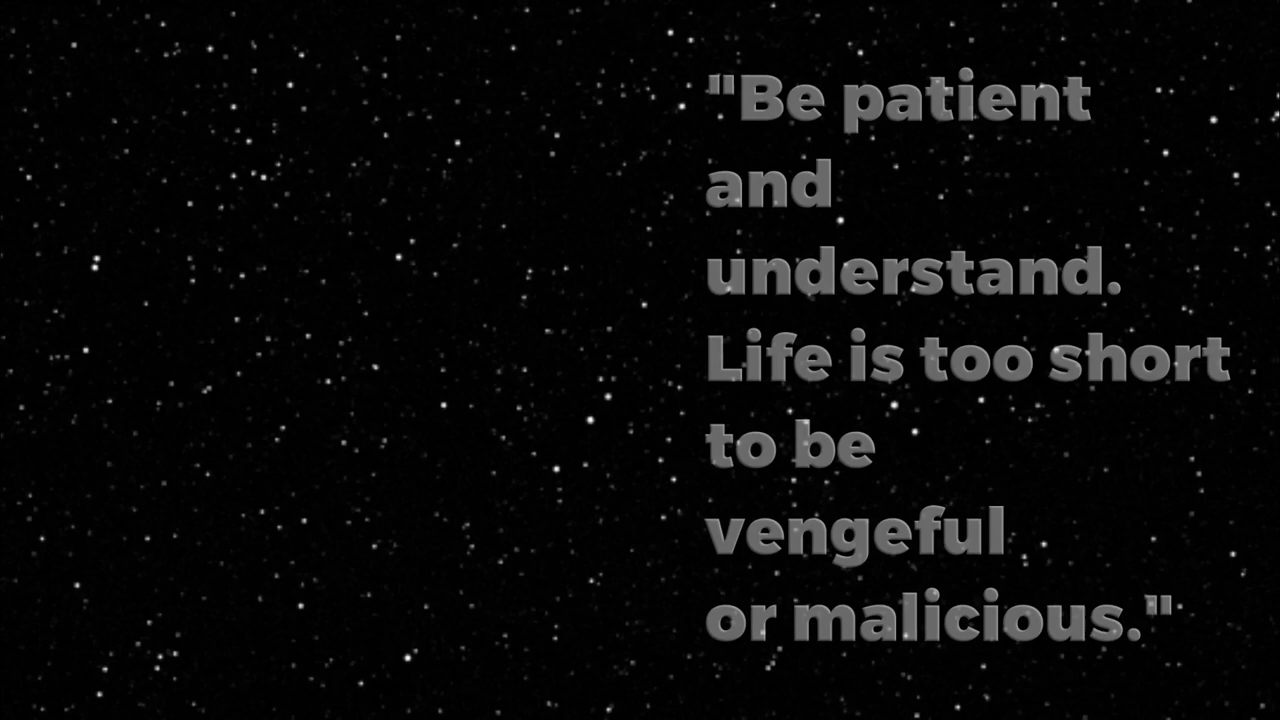 "Be patient
and
understand.
Life is too short
to be
vengeful
or malicious."